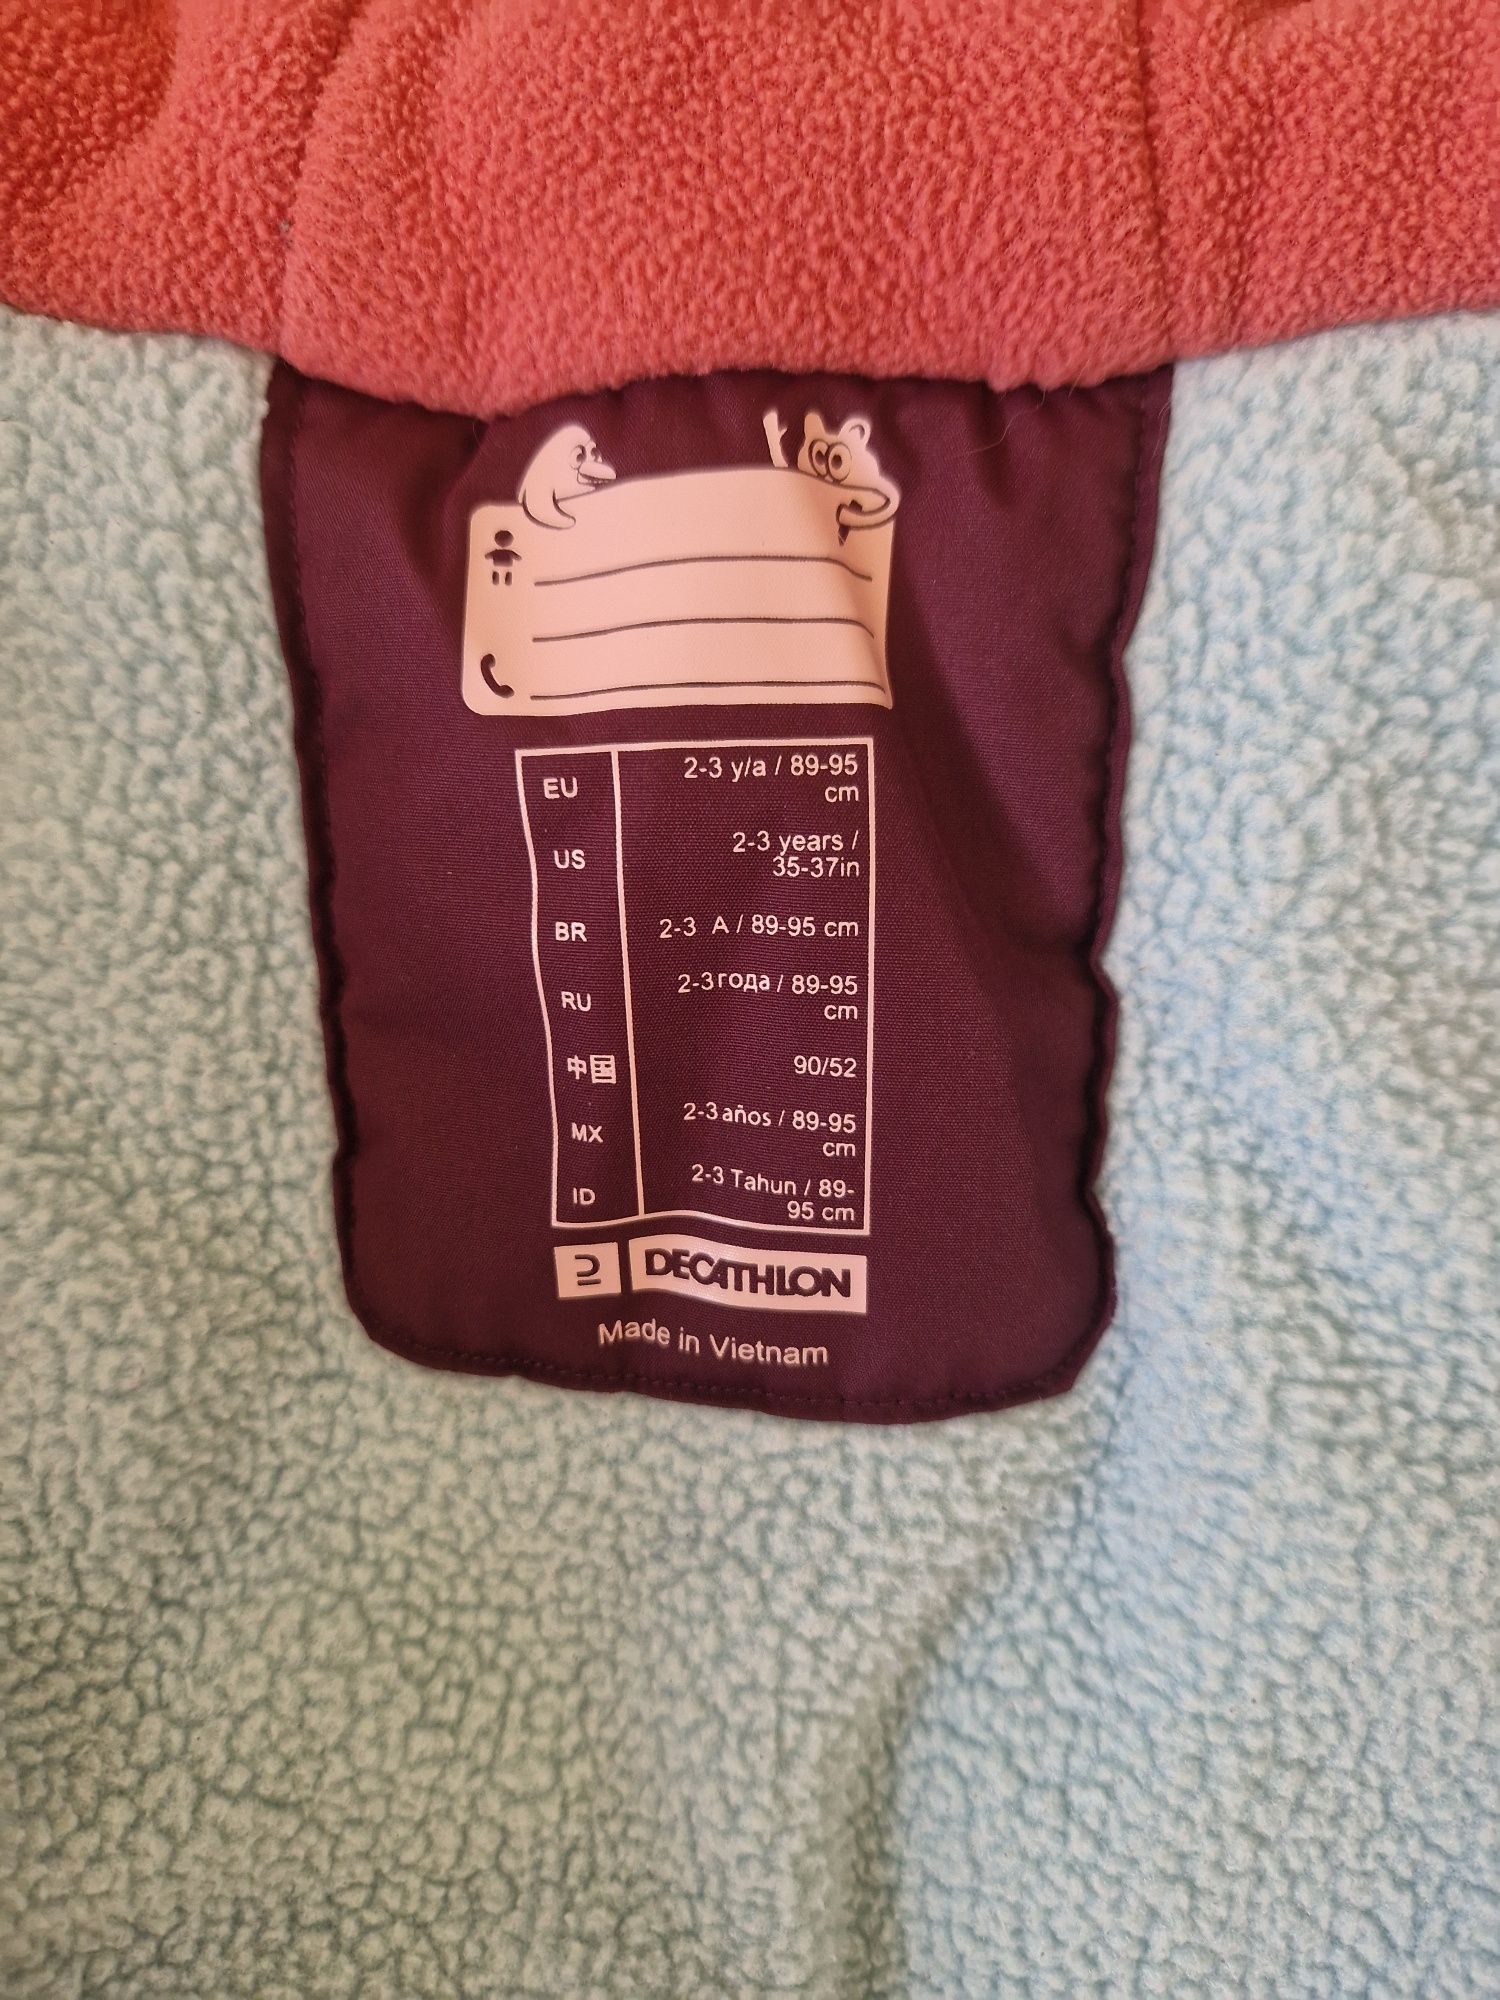 EU 2-3 y/a / 89-95
cm
US 2-3 years /
35-37in
BR 2-3 A / 89-95 cm
RU 2-3 года / 89-95
cm
中国 90/52
MX 2-3 años / 89-95
cm
ID 2-3 Tahun / 89-
95 cm
DECATHLON
Made in Vietnam